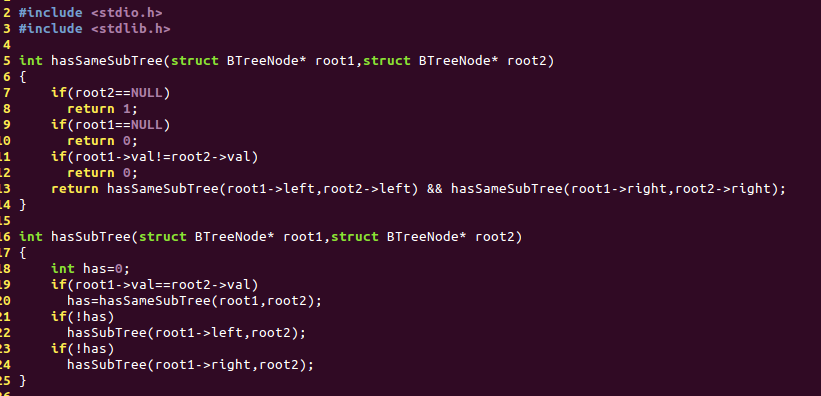 2 #include <stdio.h>
3 #include <stdlib.h>
4
5 int hasSameSubTree(struct BTreeNode* root1,struct BTreeNode* root2)
6 {
7     if(root2==NULL)
8       return 1;
9     if(root1==NULL)
10       return 0;
11     if(root1->val!=root2->val)
12       return 0;
13     return hasSameSubTree(root1->left,root2->left) && hasSameSubTree(root1->right,root2->right);
14 }
15
16 int hasSubTree(struct BTreeNode* root1,struct BTreeNode* root2)
17 {
18     int has=0;
19     if(root1->val==root2->val)
20       has=hasSameSubTree(root1,root2);
21     if(!has)
22       hasSubTree(root1->left,root2);
23     if(!has)
24       hasSubTree(root1->right,root2);
25 }